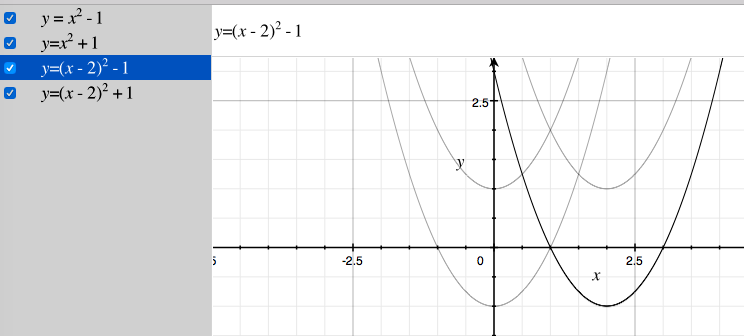 y = x² - 1
y=x² + 1
y=(x - 2)² - 1
y=(x - 2)² + 1
y=(x - 2)² - 1
2.5
y
5
-2.5
0
2.5
x